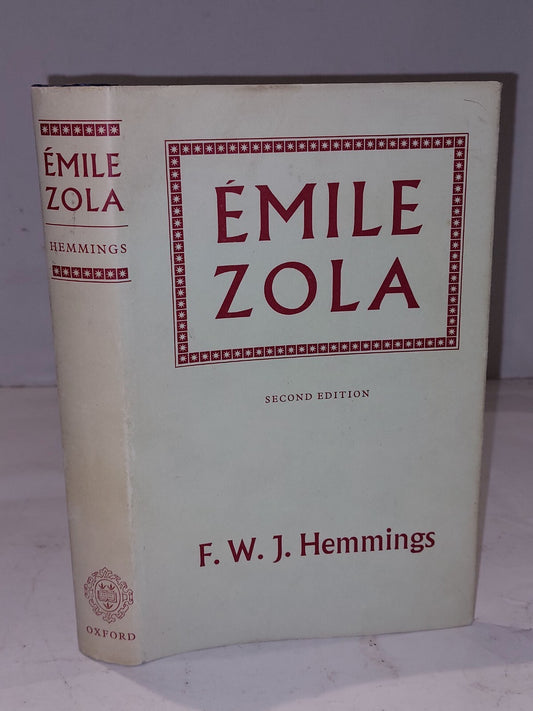 ÉMILE
ZOLA
HEMMINGS
OXFORD
ÉMILE
ZOLA
SECOND EDITION
F. W. J. Hemmings